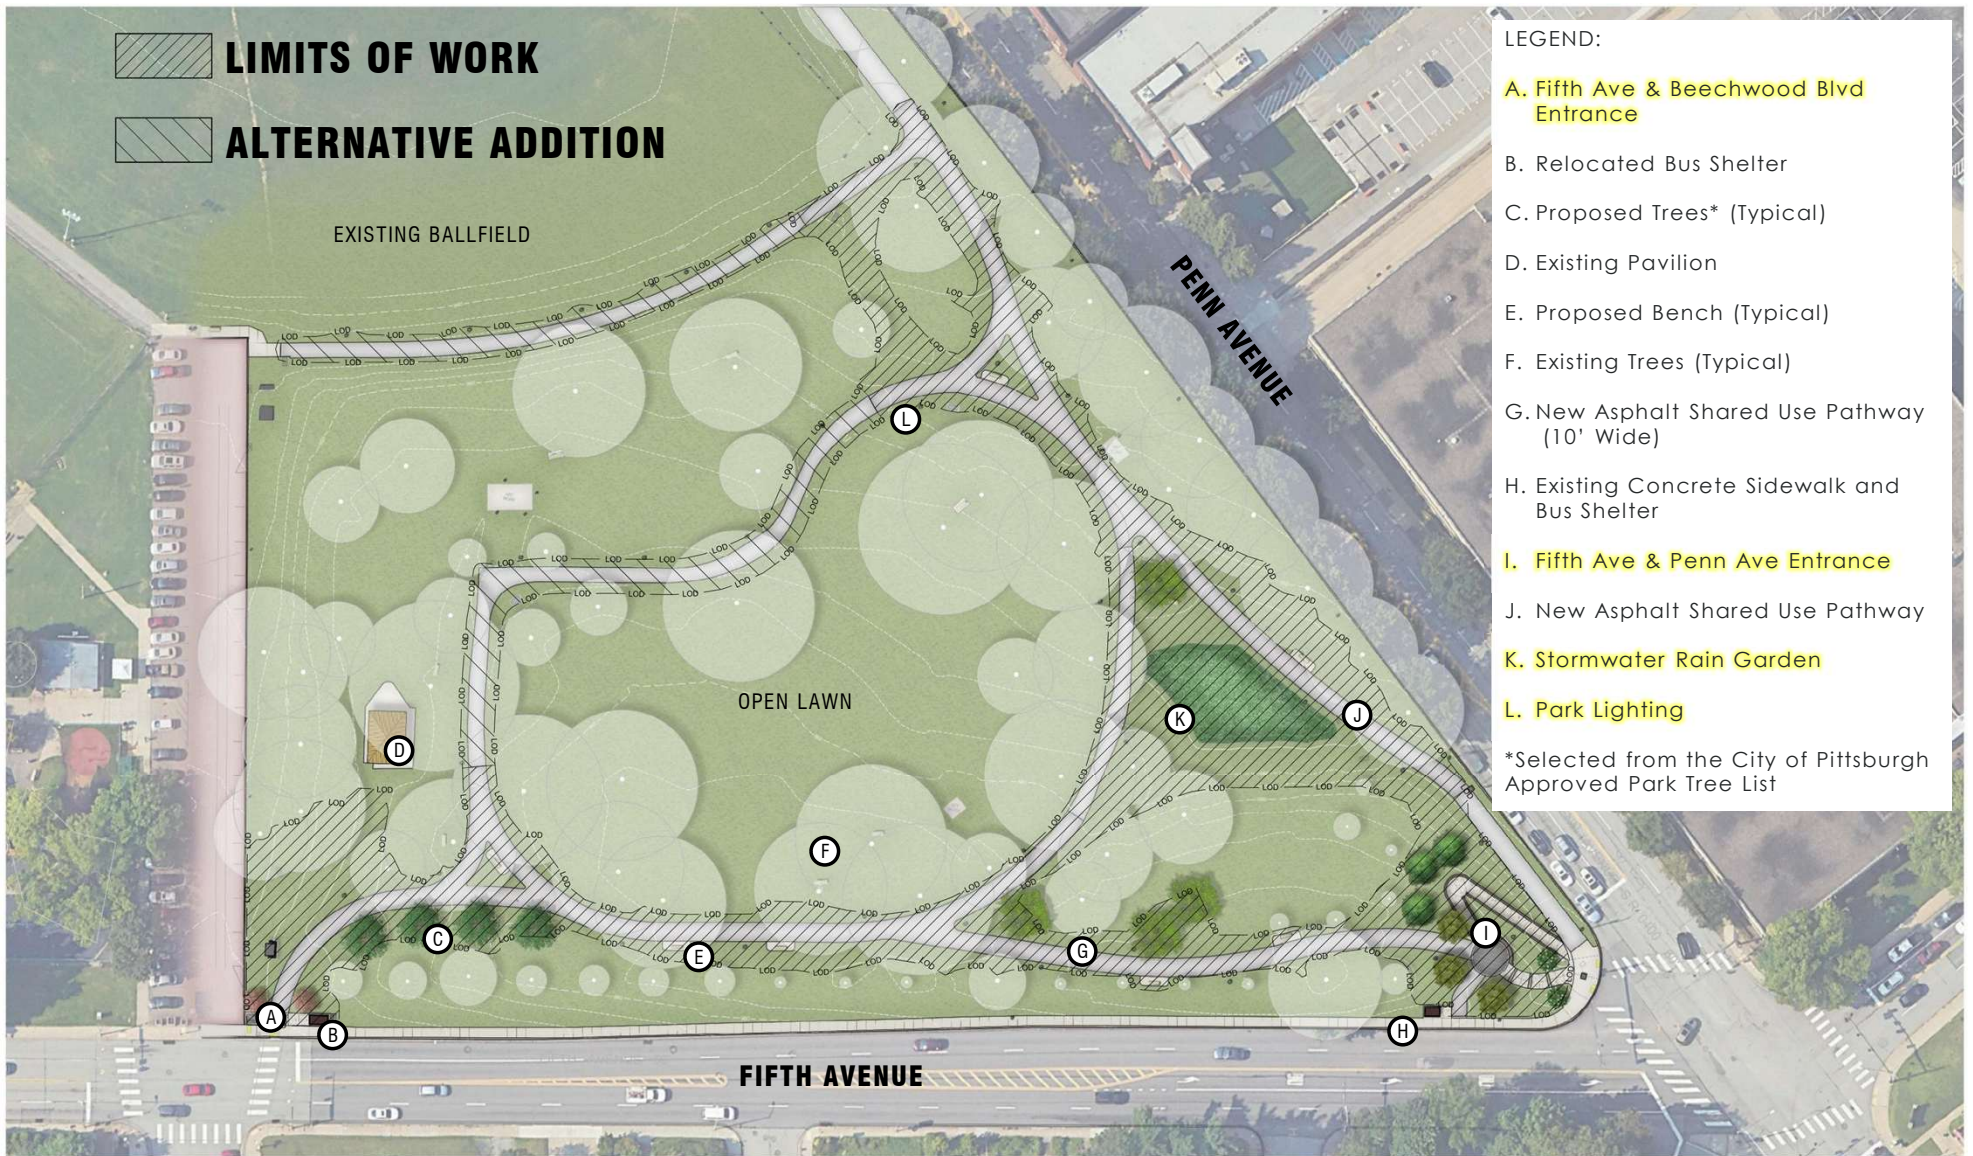 LIMITS OF WORK
ALTERNATIVE ADDITION
EXISTING BALLFIELD
PENN AVENUE
OPEN LAWN
FIFTH AVENUE
A
B
C
D
E
F
G
H
I
J
K
L
LOD
LEGEND:
A. Fifth Ave & Beechwood Blvd
Entrance
B. Relocated Bus Shelter
C. Proposed Trees* (Typical)
D. Existing Pavilion
E. Proposed Bench (Typical)
F. Existing Trees (Typical)
G. New Asphalt Shared Use Pathway
(10' Wide)
H. Existing Concrete Sidewalk and
Bus Shelter
I. Fifth Ave & Penn Ave Entrance
J. New Asphalt Shared Use Pathway
K. Stormwater Rain Garden
L. Park Lighting
*Selected from the City of Pittsburgh
Approved Park Tree List